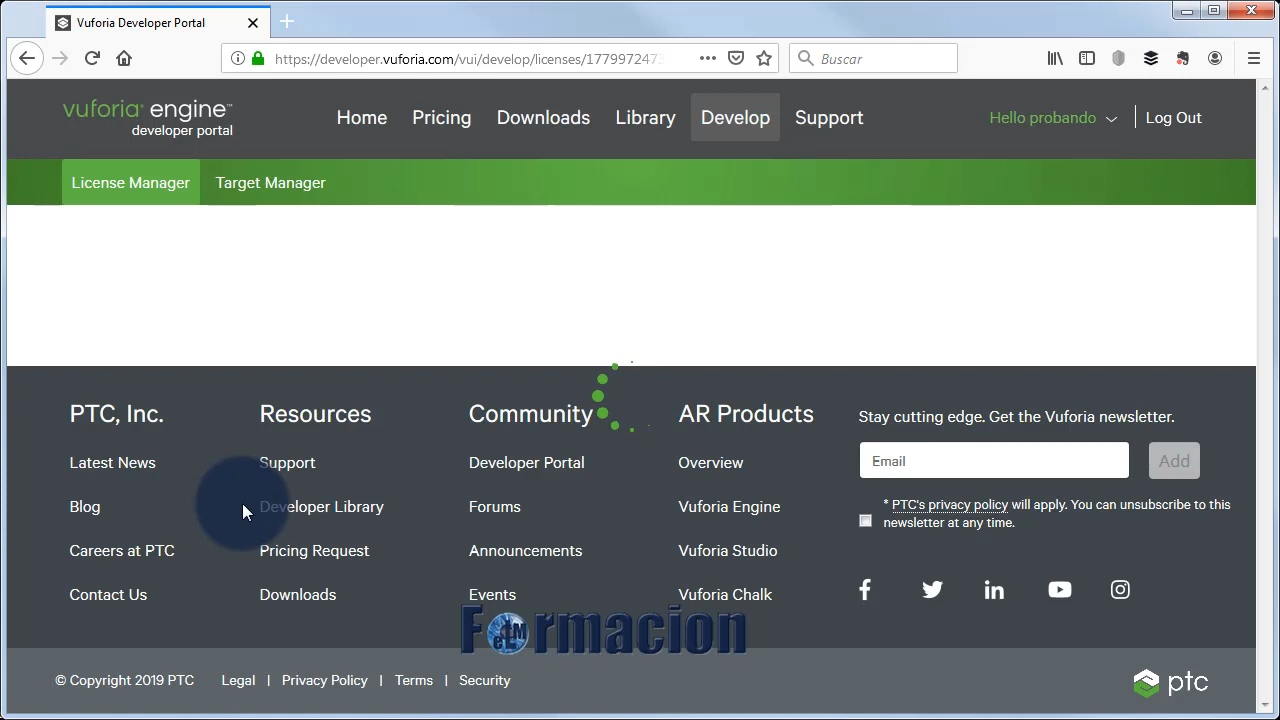 Vuforia Developer Portal
https://developer.vuforia.com/vui/develop/licenses/1779972473
Buscar
vuforia® engine™
developer portal
Home
Pricing
Downloads
Library
Develop
Support
Hello probando
Log Out
License Manager
Target Manager
PTC, Inc.
Latest News
Blog
Careers at PTC
Contact Us
Resources
Support
Developer Library
Pricing Request
Downloads
Community
Developer Portal
Forums
Announcements
Events
AR Products
Overview
Vuforia Engine
Vuforia Studio
Vuforia Chalk
Stay cutting edge. Get the Vuforia newsletter.
Email
Add
* PTC's privacy policy will apply. You can unsubscribe to this
newsletter at any time.
Formacion
© Copyright 2019 PTC
Legal | Privacy Policy | Terms | Security
ptc